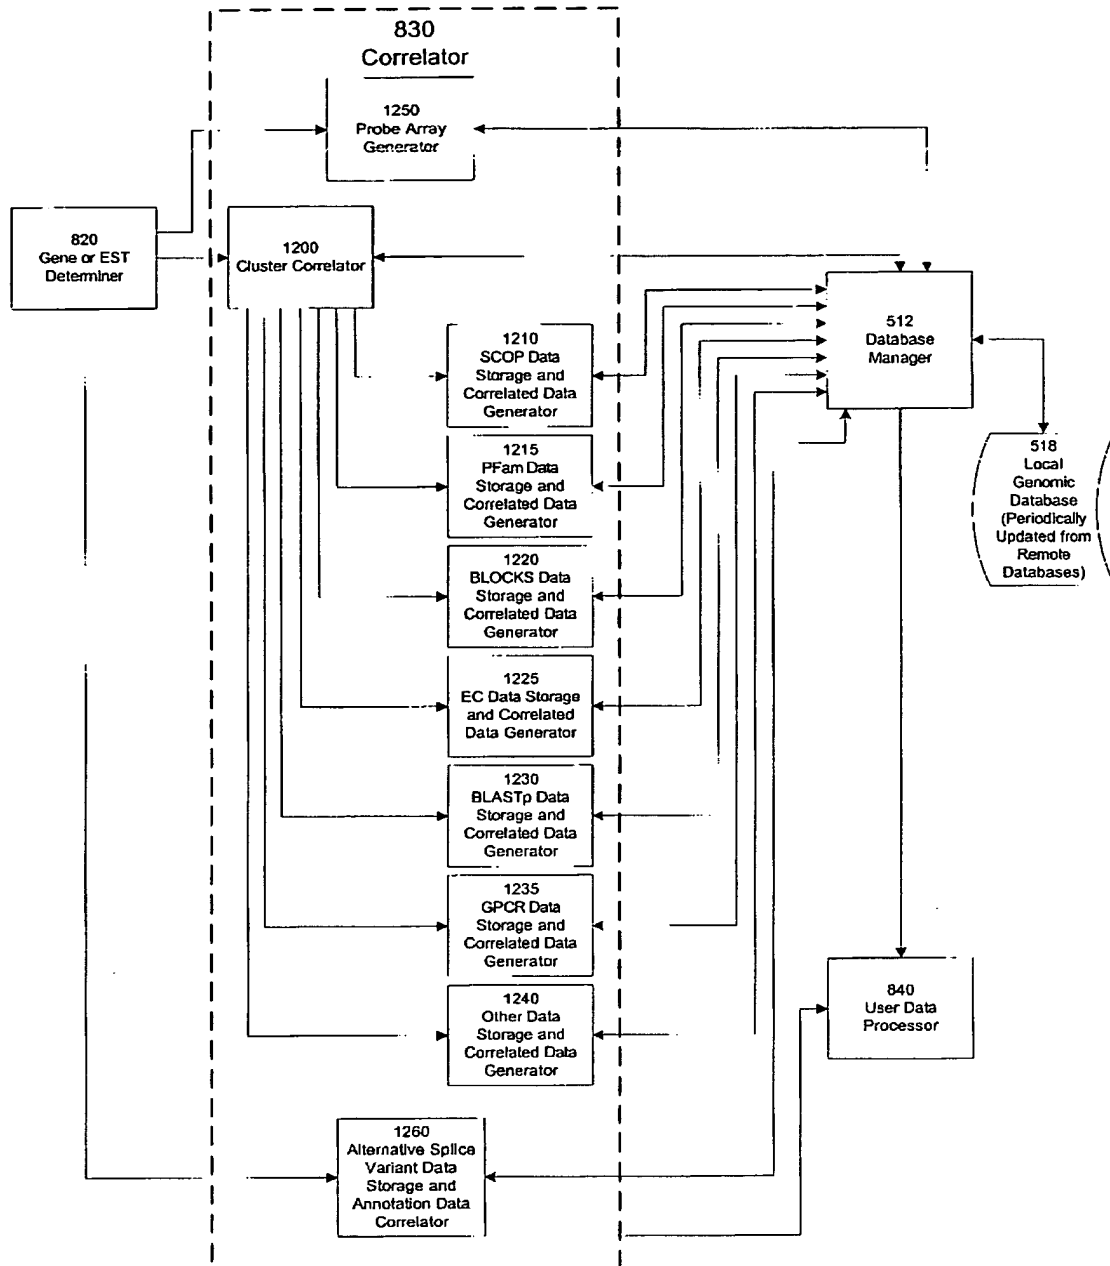 830
Correlator
1250
Probe Array
Generator
820
Gene or EST
Determiner
1200
Cluster Correlator
512
Database
Manager
1210
SCOP Data
Storage and
Correlated Data
Generator
518
Local
Genomic
Database
(Periodically
Updated from
Remote
Databases)
1215
PFam Data
Storage and
Correlated Data
Generator
1220
BLOCKS Data
Storage and
Correlated Data
Generator
1225
EC Data Storage
and Correlated
Data Generator
1230
BLASTp Data
Storage and
Correlated Data
Generator
1235
GPCR Data
Storage and
Correlated Data
Generator
840
User Data
Processor
1240
Other Data
Storage and
Correlated Data
Generator
1260
Alternative Splice
Variant Data
Storage and
Annotation Data
Correlator